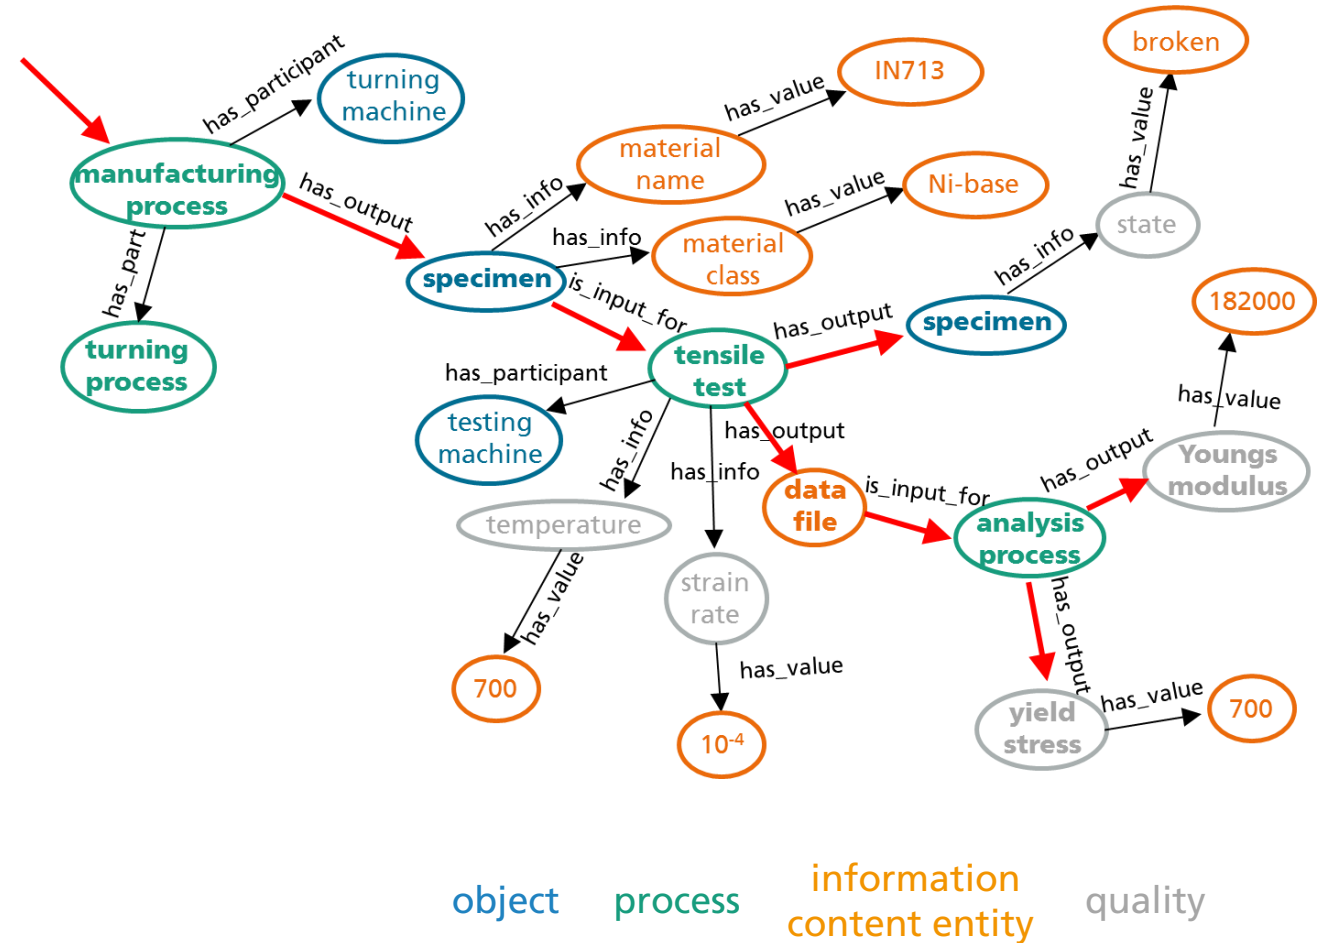 has_participant
turning
machine
manufacturing
process
has_part
turning
process
has_output
specimen
has_info
material
name
has_value
IN713
has_info
material
class
has_value
Ni-base
is_input_for
tensile
test
has_output
specimen
has_info
state
has_value
broken
has_participant
testing
machine
has_info
temperature
has_value
700
has_info
strain
rate
has_value
10⁻⁴
has_output
data
file
is_input_for
analysis
process
has_output
Youngs
modulus
has_value
182000
has_output
yield
stress
has_value
700
object
process
information
content entity
quality